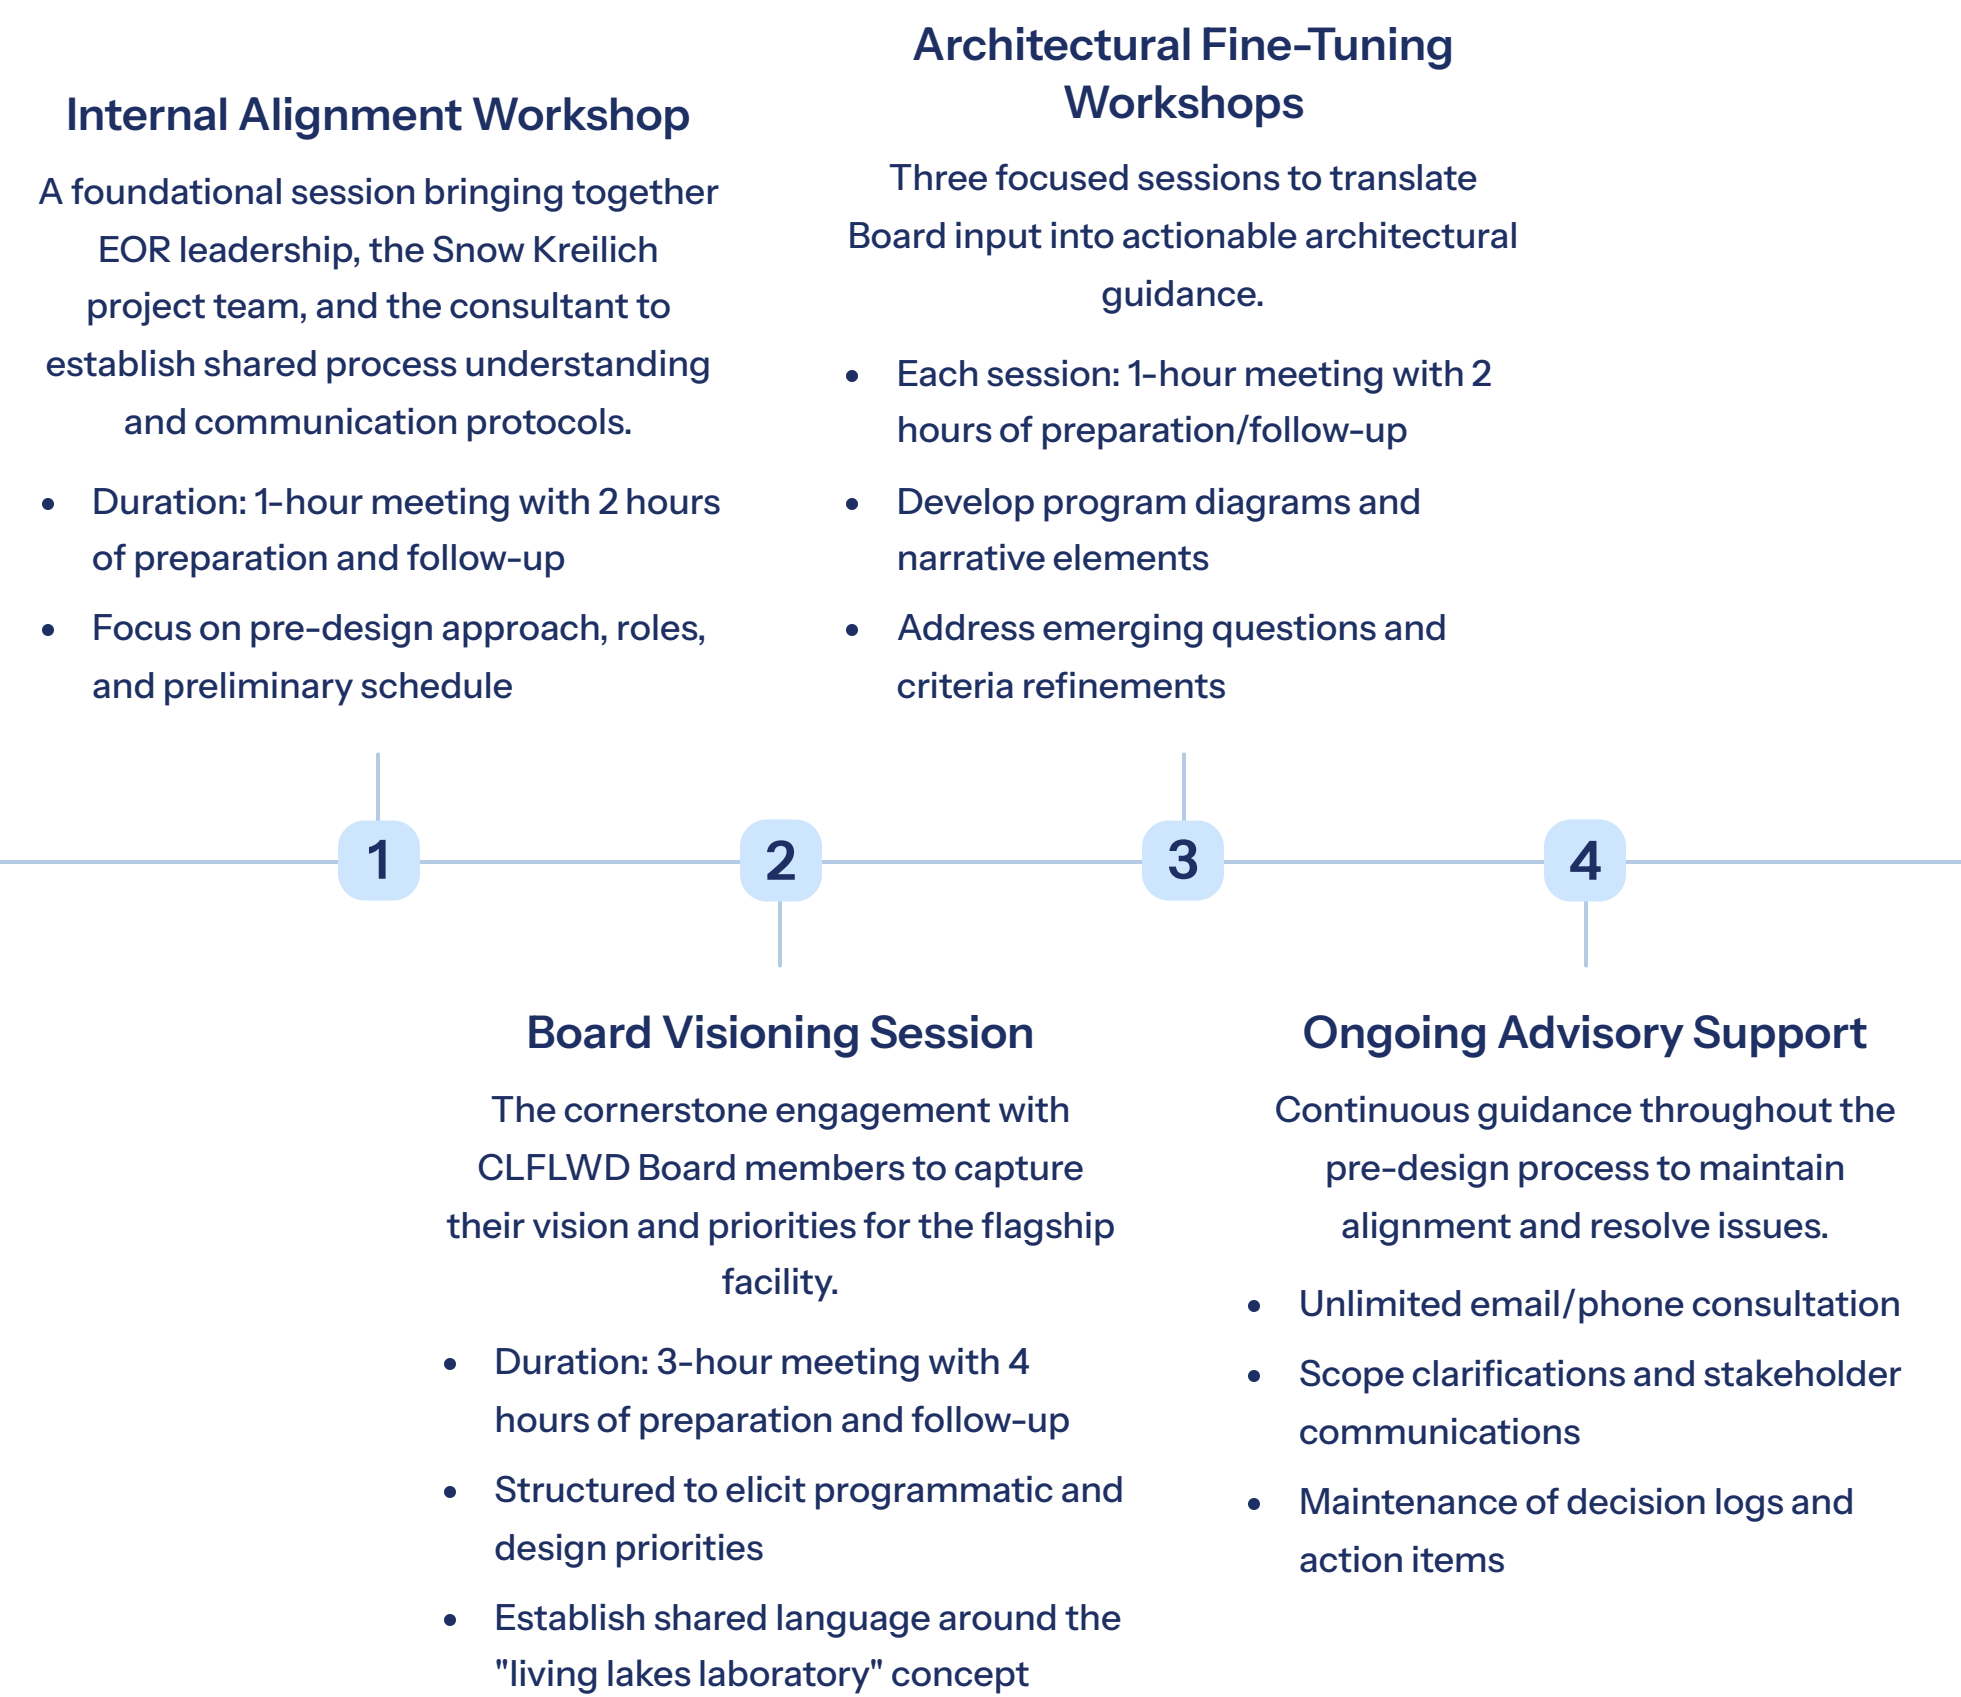 Internal Alignment Workshop
A foundational session bringing together
EOR leadership, the Snow Kreilich
project team, and the consultant to
establish shared process understanding
and communication protocols.
• Duration: 1-hour meeting with 2 hours
of preparation and follow-up
• Focus on pre-design approach, roles,
and preliminary schedule
1
Board Visioning Session
The cornerstone engagement with
CLFLWD Board members to capture
their vision and priorities for the flagship
facility.
• Duration: 3-hour meeting with 4
hours of preparation and follow-up
• Structured to elicit programmatic and
design priorities
• Establish shared language around the
"living lakes laboratory" concept
2
Architectural Fine-Tuning
Workshops
Three focused sessions to translate
Board input into actionable architectural
guidance.
• Each session: 1-hour meeting with 2
hours of preparation/follow-up
• Develop program diagrams and
narrative elements
• Address emerging questions and
criteria refinements
3
Ongoing Advisory Support
Continuous guidance throughout the
pre-design process to maintain
alignment and resolve issues.
• Unlimited email/phone consultation
• Scope clarifications and stakeholder
communications
• Maintenance of decision logs and
action items
4